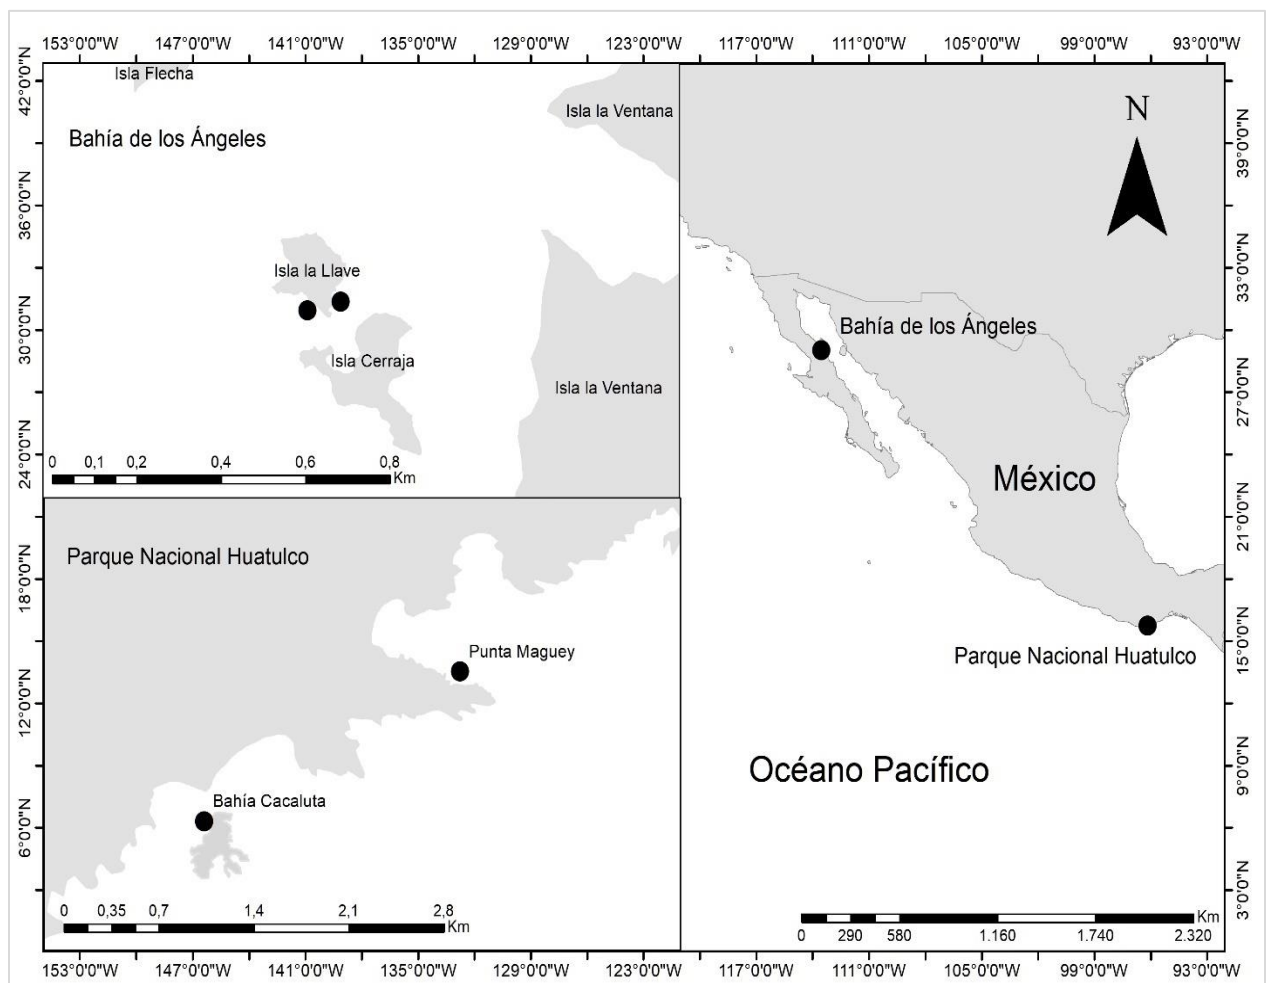 153°0'0"W 147°0'0"W 141°0'0"W 135°0'0"W 129°0'0"W 123°0'0"W 117°0'0"W 111°0'0"W 105°0'0"W 99°0'0"W 93°0'0"W
42°0'0"N
36°0'0"N
30°0'0"N
24°0'0"N
18°0'0"N
12°0'0"N
6°0'0"N
Isla Flecha
Isla la Ventana
Bahía de los Ángeles
Isla la Llave
Isla Cerraja
Isla la Ventana
0 0,1 0,2 0,4 0,6 0,8
Km
Parque Nacional Huatulco
Punta Maguey
Bahía Cacaluta
0 0,35 0,7 1,4 2,1 2,8
Km
N
Bahía de los Ángeles
México
Parque Nacional Huatulco
Océano Pacífico
Km
0 290 580 1.160 1.740 2.320
39°0'0"N
33°0'0"N
27°0'0"N
21°0'0"N
15°0'0"N
9°0'0"N
3°0'0"N
153°0'0"W 147°0'0"W 141°0'0"W 135°0'0"W 129°0'0"W 123°0'0"W 117°0'0"W 111°0'0"W 105°0'0"W 99°0'0"W 93°0'0"W